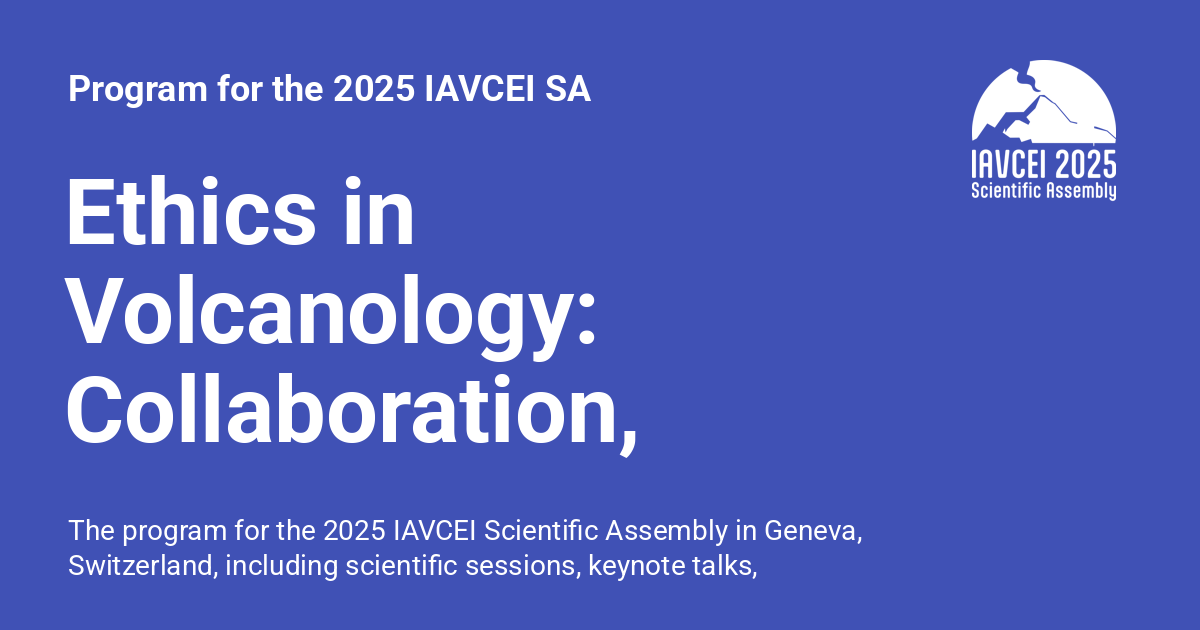 Program for the 2025 IAVCEI SA
IAVCEI 2025
Scientific Assembly
Ethics in
Volcanology:
Collaboration,
The program for the 2025 IAVCEI Scientific Assembly in Geneva,
Switzerland, including scientific sessions, keynote talks,